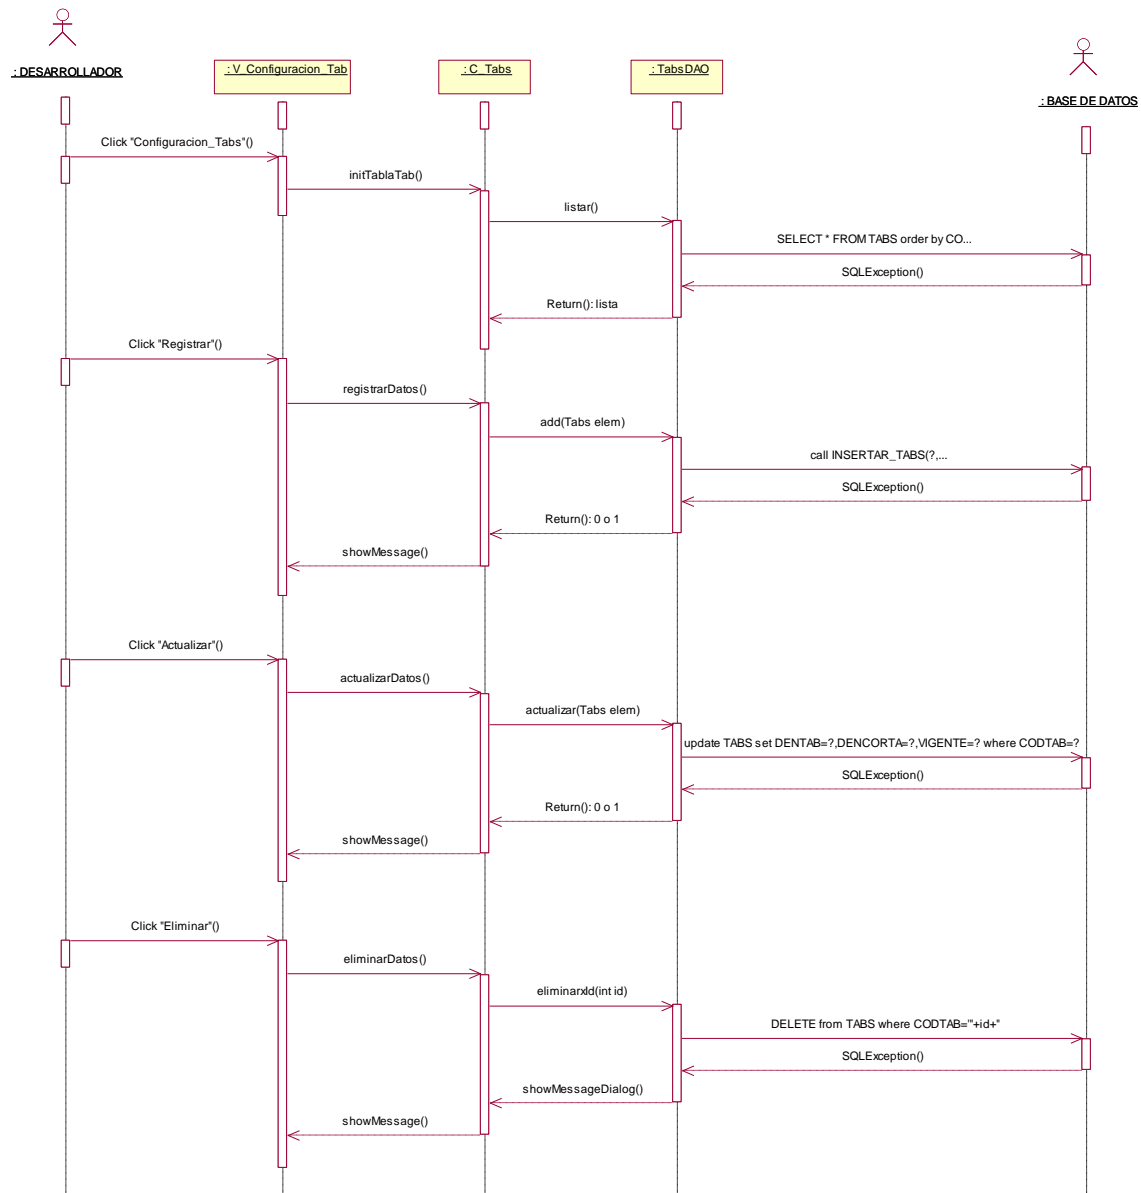 : DESARROLLADOR
: V_Configuracion_Tab
: C_Tabs
: TabsDAO
: BASE DE DATOS
Click "Configuracion_Tabs"()
initTablaTab()
listar()
SELECT * FROM TABS order by CO...
SQLException()
Return(): lista
Click "Registrar"()
registrarDatos()
add(Tabs elem)
call INSERTAR_TABS(?,...
SQLException()
Return(): 0 o 1
showMessage()
Click "Actualizar"()
actualizarDatos()
actualizar(Tabs elem)
update TABS set DENTAB=?,DENCORTA=?,VIGENTE=? where CODTAB=?
SQLException()
Return(): 0 o 1
showMessage()
Click "Eliminar"()
eliminarDatos()
eliminarxId(int id)
DELETE from TABS where CODTAB='"+id+"
SQLException()
showMessageDialog()
showMessage()